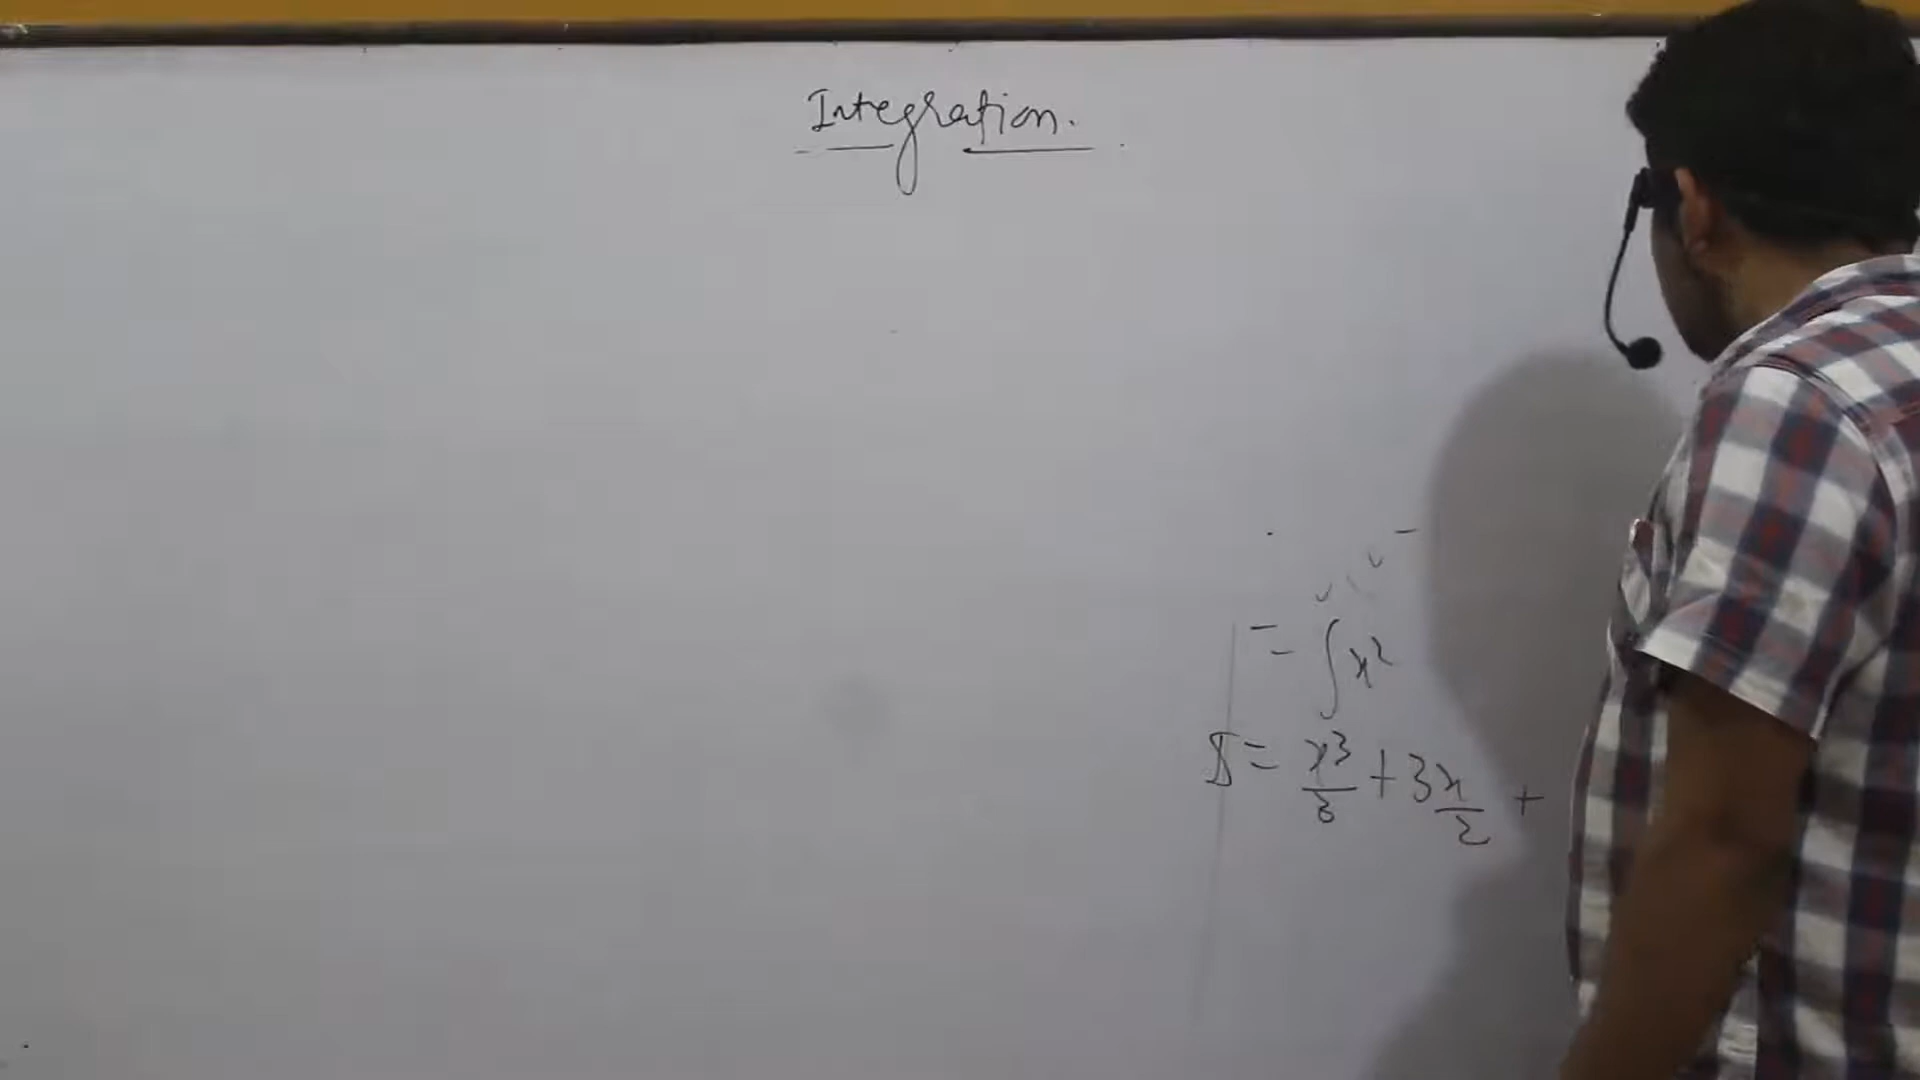 Integration.
= ∫x²
I = x³/3 + 3x/2 +